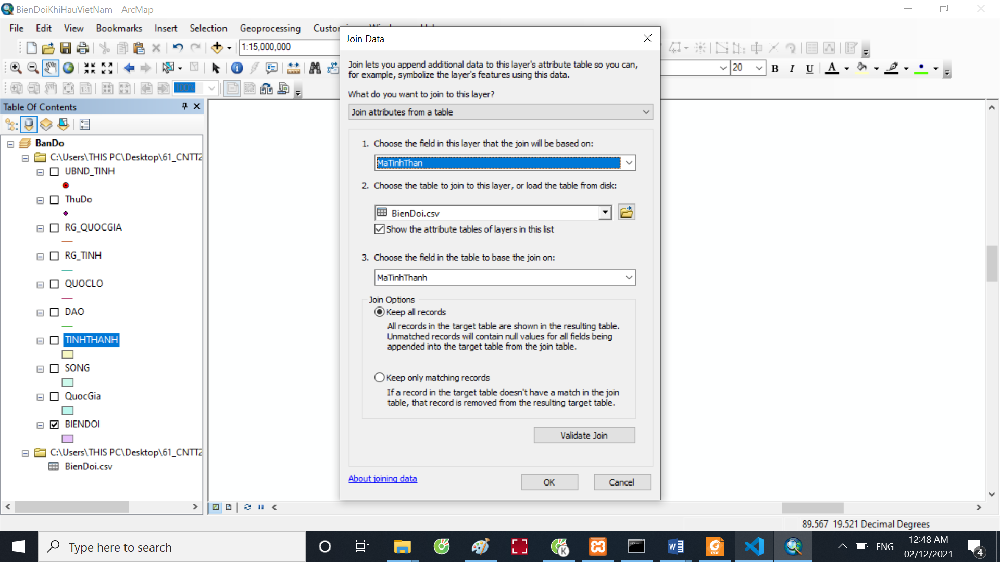 BienDoiKhiHauVietNam - ArcMap
File Edit View Bookmarks Insert Selection Geoprocessing
1:15,000,000
20 B I U A
100%
Table Of Contents
BanDo
C:\Users\THIS PC\Desktop\61_CNTT2
UBND_TINH
ThuDo
RG_QUOCGIA
RG_TINH
QUOCLO
DAO
TINHTHANH
SONG
QuocGia
BIENDOI
C:\Users\THIS PC\Desktop\61_CNTT2
BienDoi.csv
Join Data
Join lets you append additional data to this layer's attribute table so you can,
for example, symbolize the layer's features using this data.
What do you want to join to this layer?
Join attributes from a table
1. Choose the field in this layer that the join will be based on:
MaTinhThan
2. Choose the table to join to this layer, or load the table from disk:
BienDoi.csv
Show the attribute tables of layers in this list
3. Choose the field in the table to base the join on:
MaTinhThanh
Join Options
Keep all records
All records in the target table are shown in the resulting table.
Unmatched records will contain null values for all fields being
appended into the target table from the join table.
Keep only matching records
If a record in the target table doesn't have a match in the join
table, that record is removed from the resulting target table.
Validate Join
About joining data
OK
Cancel
89.567 19.521 Decimal Degrees
Type here to search
K
PDF
ENG
12:48 AM
02/12/2021
4